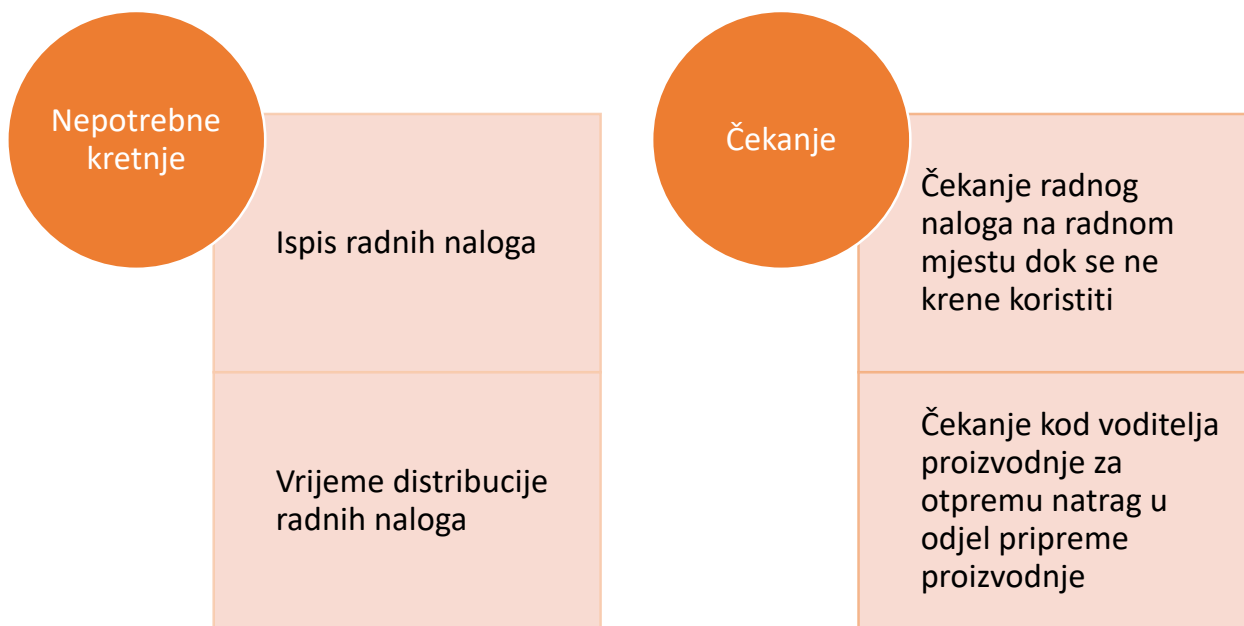 Nepotrebne
kretnje
Ispis radnih naloga
Vrijeme distribucije
radnih naloga
Čekanje
Čekanje radnog
naloga na radnom
mjestu dok se ne
krene koristiti
Čekanje kod voditelja
proizvodnje za
otpremu natrag u
odjel pripreme
proizvodnje